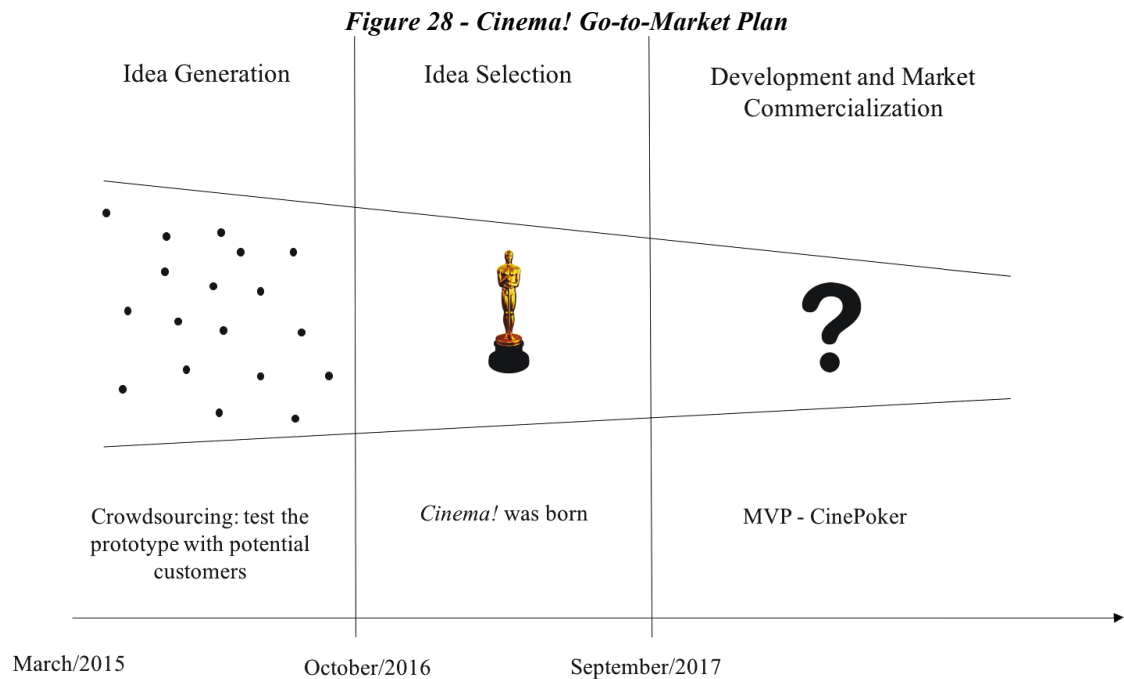 Figure 28 - Cinema! Go-to-Market Plan
Idea Generation
Idea Selection
Development and Market
Commercialization
?
Crowdsourcing: test the
prototype with potential
customers
Cinema! was born
MVP - CinePoker
March/2015
October/2016
September/2017